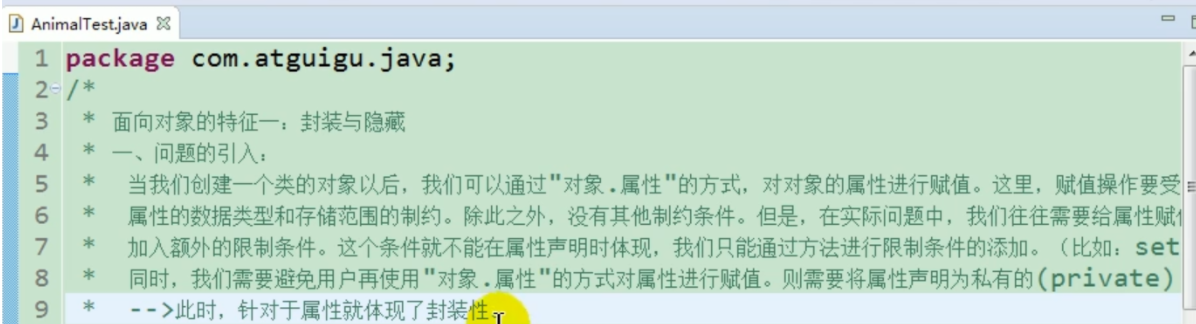 AnimalTest.java
1 package com.atguigu.java;
2 /*
3 * 面向对象的特征一：封装与隐藏
4 * 一、问题的引入：
5 * 当我们创建一个类的对象以后，我们可以通过"对象.属性"的方式，对对象的属性进行赋值。这里，赋值操作要受
6 * 属性的数据类型和存储范围的制约。除此之外，没有其他制约条件。但是，在实际问题中，我们往往需要给属性赋
7 * 加入额外的限制条件。这个条件就不能在属性声明时体现，我们只能通过方法进行限制条件的添加。（比如：set
8 * 同时，我们需要避免用户再使用"对象.属性"的方式对属性进行赋值。则需要将属性声明为私有的(private)
9 * -->此时，针对于属性就体现了封装性。